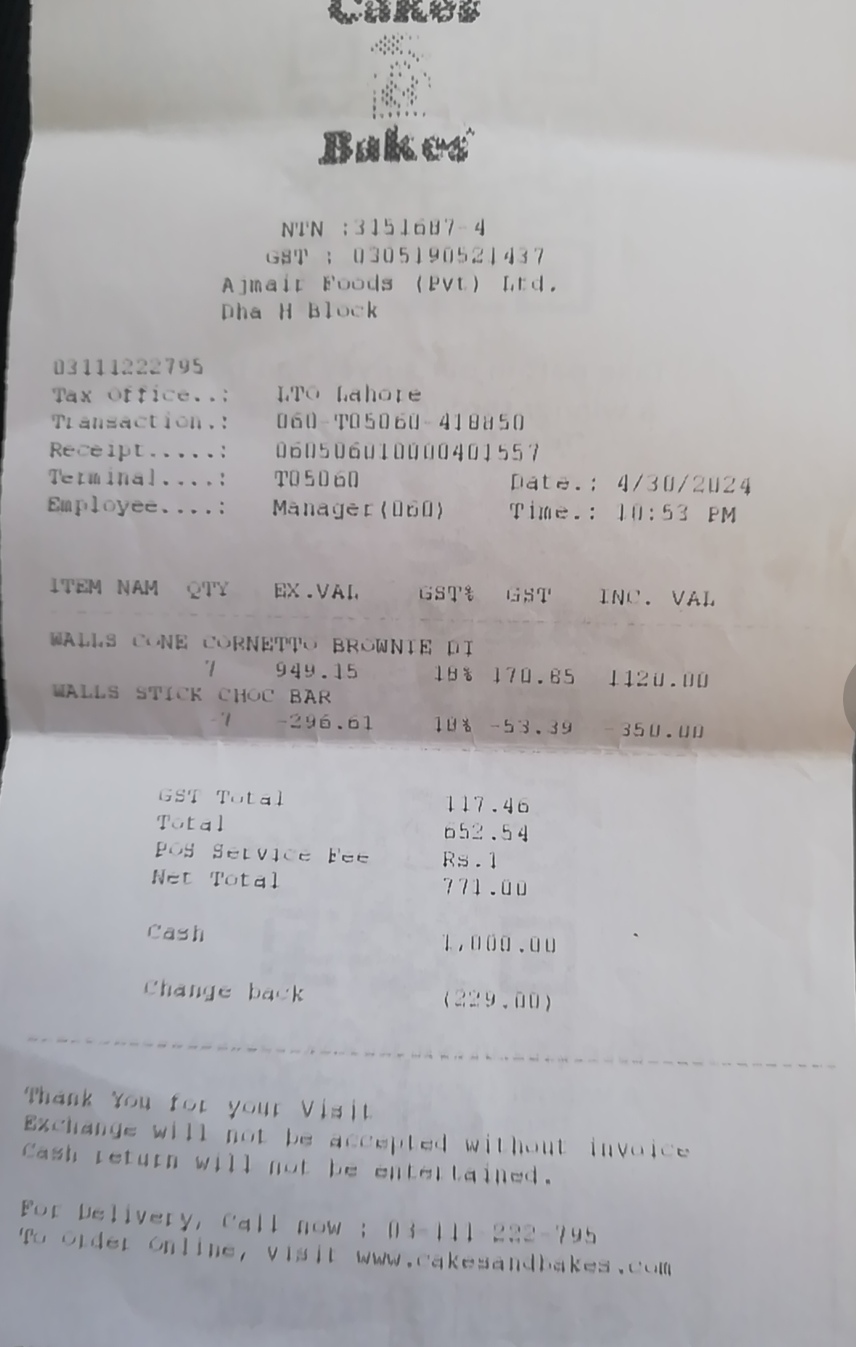 Cakes
Bakes
NTN :3151687-4
GST : 0305190521437
Ajmair Foods (Pvt) Ltd.
Dha H Block
03111222795
Tax Office..: LTO Lahore
Transaction.: 060-T05060-418850
Receipt.....: 060506010000401557
Terminal....: T05060 Date.: 4/30/2024
Employee....: Manager(060) Time.: 10:53 PM
ITEM NAM QTY EX.VAL GST% GST INC. VAL
WALLS CONE CORNETTO BROWNIE DI
7 949.15 18% 170.85 1120.00
WALLS STICK CHOC BAR
-7 -296.61 18% -53.39 -350.00
GST Total 117.46
Total 652.54
POS Service Fee Rs.1
Net Total 771.00
Cash 1,000.00
Change back (229.00)
Thank You for your Visit
Exchange will not be accepted without invoice
Cash return will not be entertained.
For Delivery, Call now : 03-111-222-795
To Order Online, visit www.cakesandbakes.com